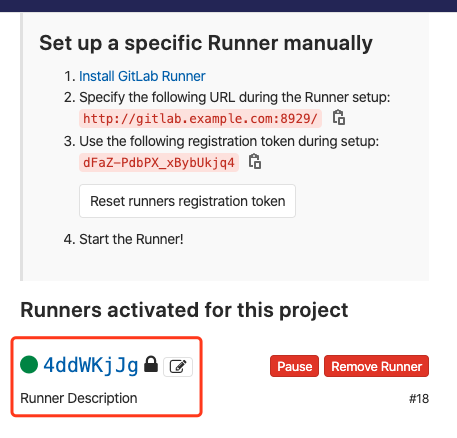 Set up a specific Runner manually
1. Install GitLab Runner
2. Specify the following URL during the Runner setup:
http://gitlab.example.com:8929/
3. Use the following registration token during setup:
dFaZ-PdbPX_xBybUkjq4
Reset runners registration token
4. Start the Runner!
Runners activated for this project
4ddWKjJg
Pause
Remove Runner
Runner Description
#18